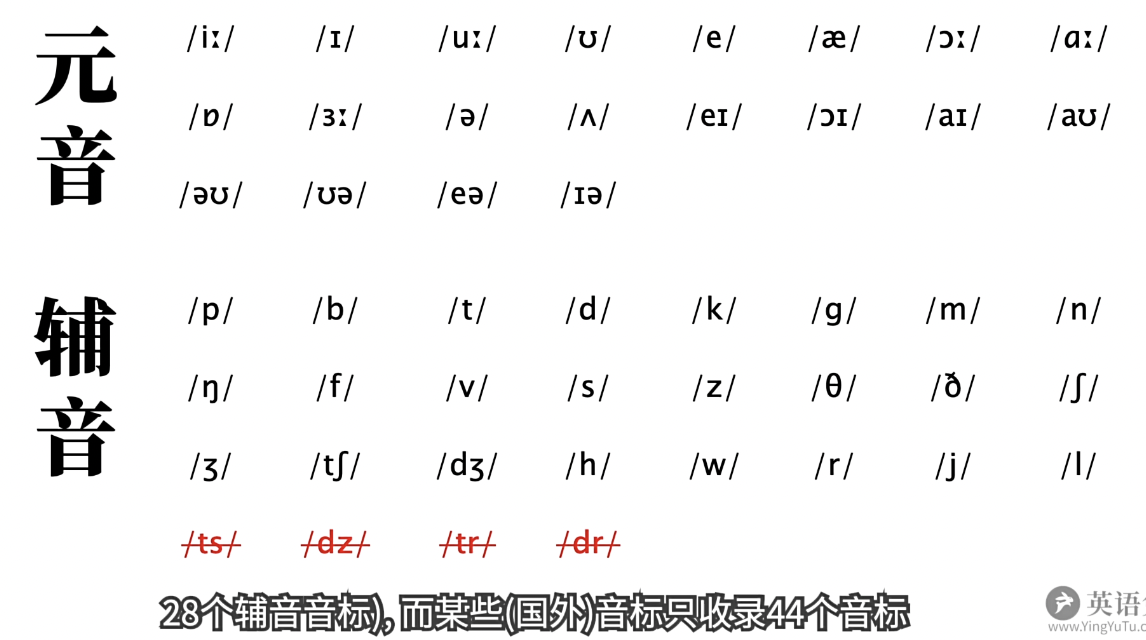 元音
/iː/ /ɪ/ /uː/ /ʊ/ /e/ /æ/ /ɔː/ /ɑː/
/ɒ/ /ɜː/ /ə/ /ʌ/ /eɪ/ /ɔɪ/ /aɪ/ /aʊ/
/əʊ/ /ʊə/ /eə/ /ɪə/
辅音
/p/ /b/ /t/ /d/ /k/ /g/ /m/ /n/
/ŋ/ /f/ /v/ /s/ /z/ /θ/ /ð/ /ʃ/
/ʒ/ /tʃ/ /dʒ/ /h/ /w/ /r/ /j/ /l/
/ts/ /dz/ /tr/ /dr/
28个辅音音标), 而某些(国外)音标只收录44个音标
英语
www.YingYuTu.c